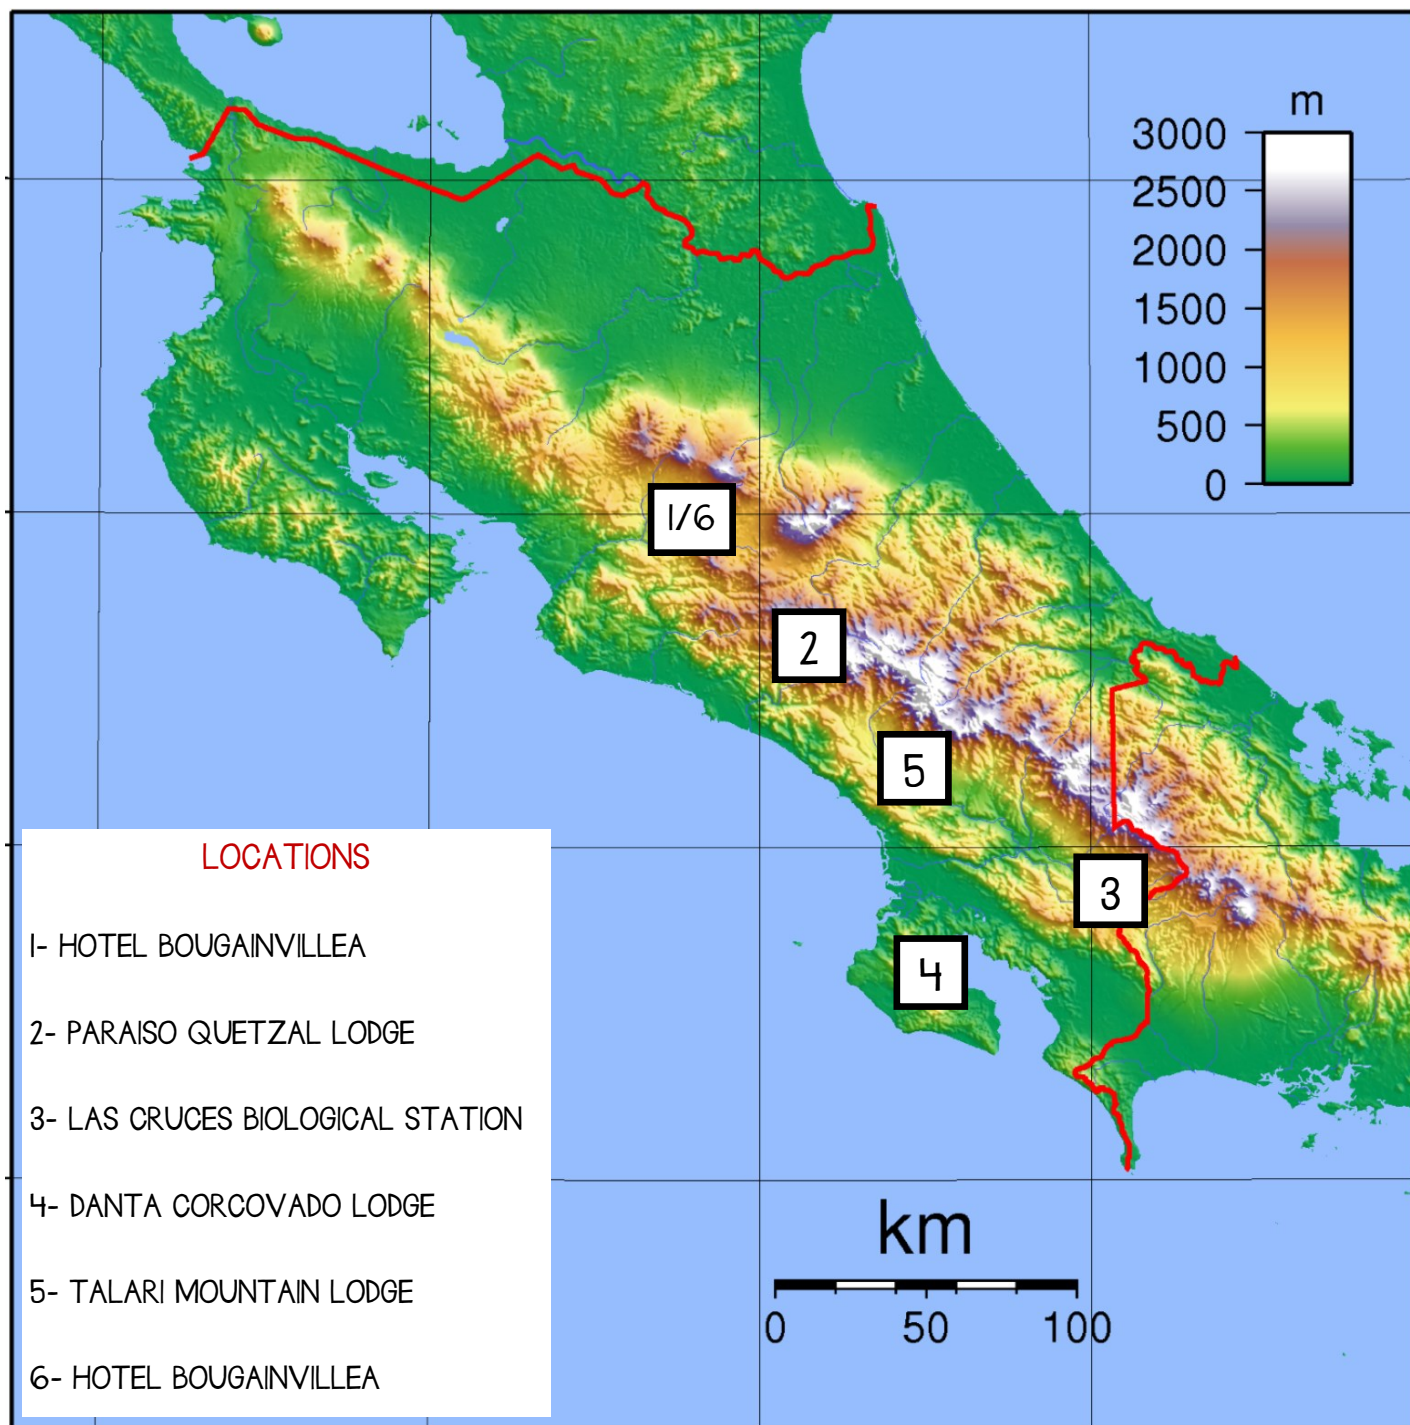 m
3000
2500
2000
1500
1000
500
0
1/6
2
5
3
4
LOCATIONS
1- HOTEL BOUGAINVILLEA
2- PARAISO QUETZAL LODGE
3- LAS CRUCES BIOLOGICAL STATION
4- DANTA CORCOVADO LODGE
5- TALARI MOUNTAIN LODGE
6- HOTEL BOUGAINVILLEA
km
0 50 100